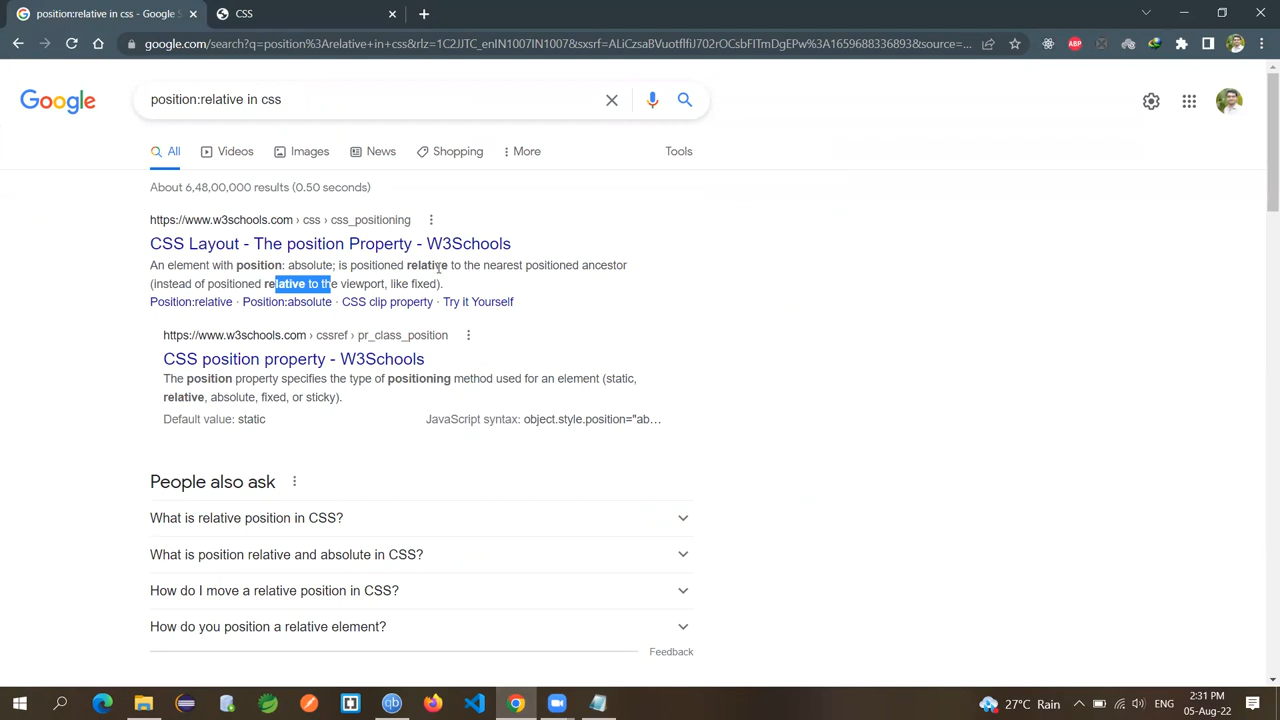 position:relative in css - Google S
CSS
google.com/search?q=position%3Arelative+in+css&rlz=1C2JJTC_enIN1007IN1007&sxsrf=ALiCzsaBVuotfIfiJ702rOCsbFITmDgEPw%3A1659683369893&source=...
ABP
Google
position:relative in css
All
Videos
Images
News
Shopping
More
Tools
About 6,48,00,000 results (0.50 seconds)
https://www.w3schools.com › css › css_positioning
CSS Layout - The position Property - W3Schools
An element with position: absolute; is positioned relative to the nearest positioned ancestor
(instead of positioned relative to the viewport, like fixed).
Position:relative · Position:absolute · CSS clip property · Try it Yourself
https://www.w3schools.com › cssref › pr_class_position
CSS position property - W3Schools
The position property specifies the type of positioning method used for an element (static,
relative, absolute, fixed, or sticky).
Default value: static
JavaScript syntax: object.style.position="ab...
People also ask
What is relative position in CSS?
What is position relative and absolute in CSS?
How do I move a relative position in CSS?
How do you position a relative element?
Feedback
27°C Rain
ENG
2:31 PM
05-Aug-22